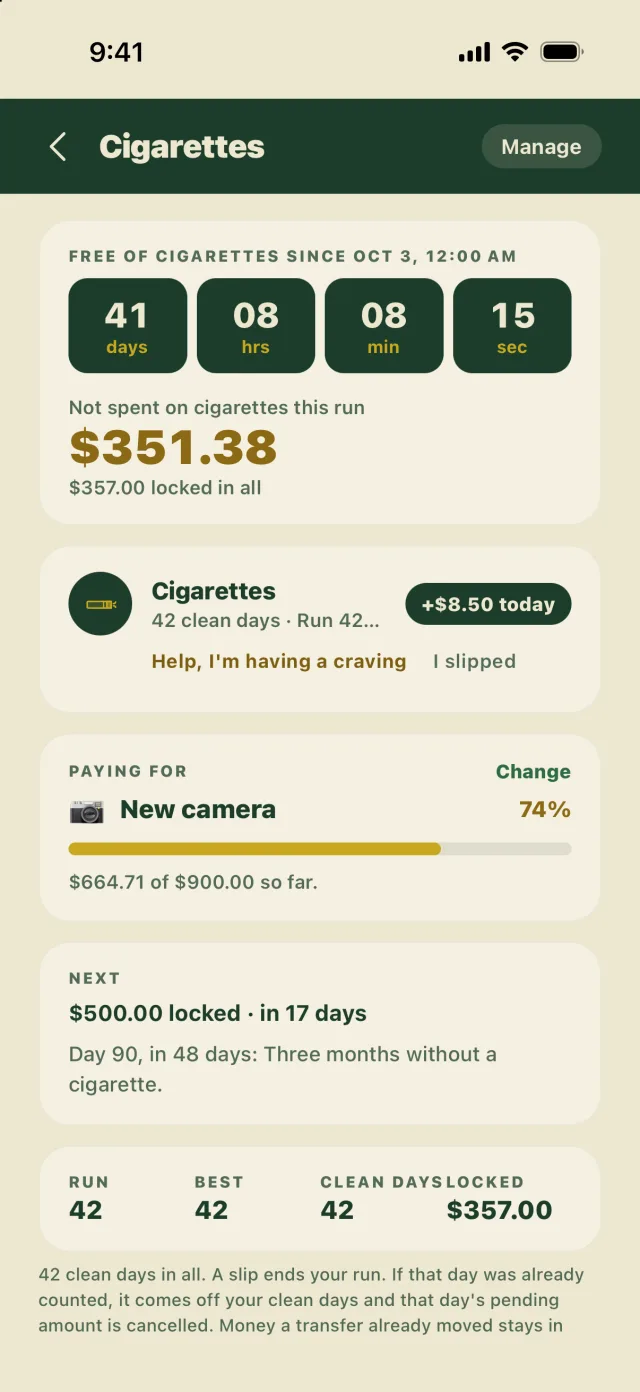 9:41
Cigarettes
Manage
FREE OF CIGARETTES SINCE OCT 3, 12:00 AM
41 08 08 15
days hrs min sec
Not spent on cigarettes this run
$351.38
$357.00 locked in all
Cigarettes
42 clean days · Run 42...
+$8.50 today
Help, I'm having a craving I slipped
PAYING FOR Change
New camera 74%
$664.71 of $900.00 so far.
NEXT
$500.00 locked · in 17 days
Day 90, in 48 days: Three months without a
cigarette.
RUN BEST CLEAN DAYS LOCKED
42 42 42 $357.00
42 clean days in all. A slip ends your run. If that day was already
counted, it comes off your clean days and that day's pending
amount is cancelled. Money a transfer already moved stays in